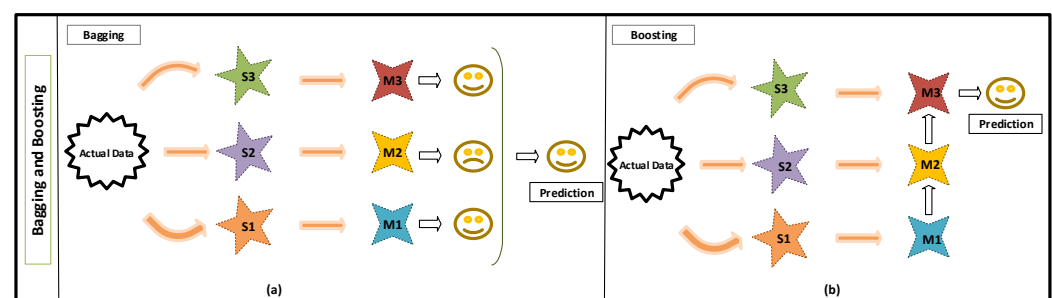 Bagging and Boosting
Bagging
S3
M3
Actual Data
S2
M2
Prediction
S1
M1
(a)
Boosting
S3
M3
Prediction
Actual Data
S2
M2
S1
M1
(b)